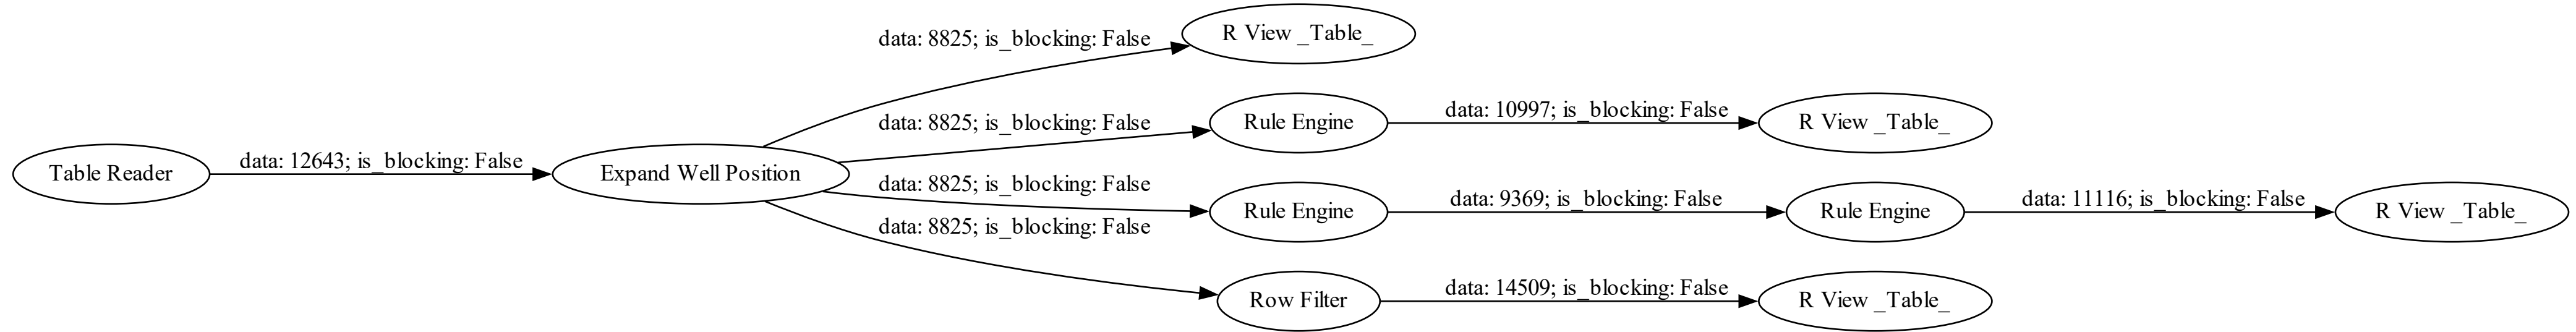 R View _Table_
data: 8825; is_blocking: False
data: 10997; is_blocking: False
data: 8825; is_blocking: False
Rule Engine
R View _Table_
data: 12643; is_blocking: False
Table Reader
Expand Well Position
data: 8825; is_blocking: False
data: 9369; is_blocking: False
data: 11116; is_blocking: False
Rule Engine
Rule Engine
R View _Table_
data: 8825; is_blocking: False
data: 14509; is_blocking: False
Row Filter
R View _Table_